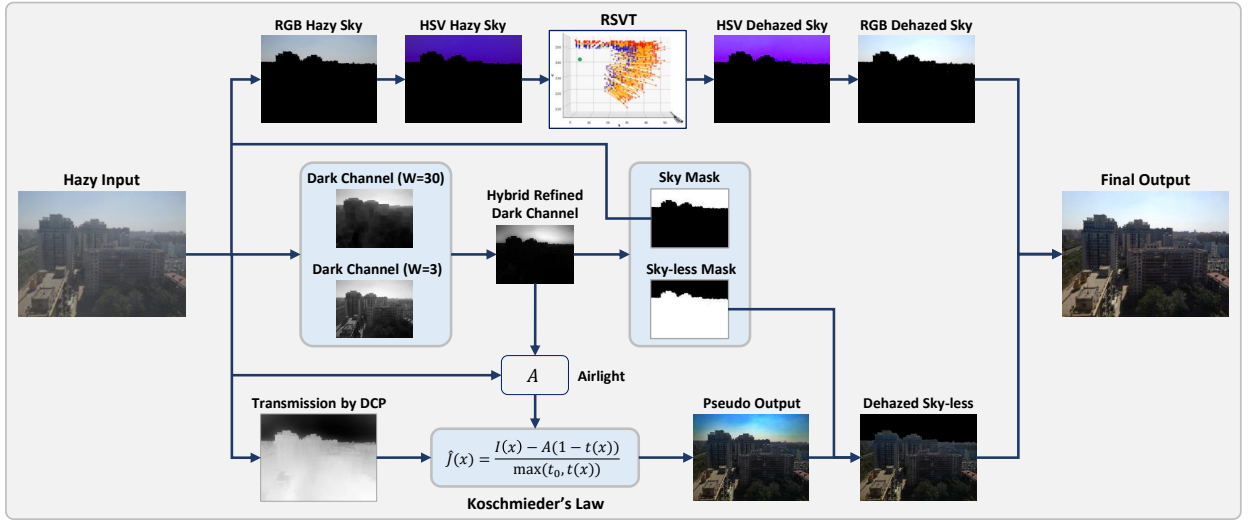 RGB Hazy Sky
HSV Hazy Sky
RSVT
HSV Dehazed Sky
RGB Dehazed Sky
Hazy Input
Dark Channel (W=30)
Dark Channel (W=3)
Hybrid Refined
Dark Channel
Sky Mask
Sky-less Mask
Final Output
A
Airlight
Transmission by DCP
Ĵ(x) = I(x) − A(1 − t(x)) / max(t₀, t(x))
Koschmieder's Law
Pseudo Output
Dehazed Sky-less